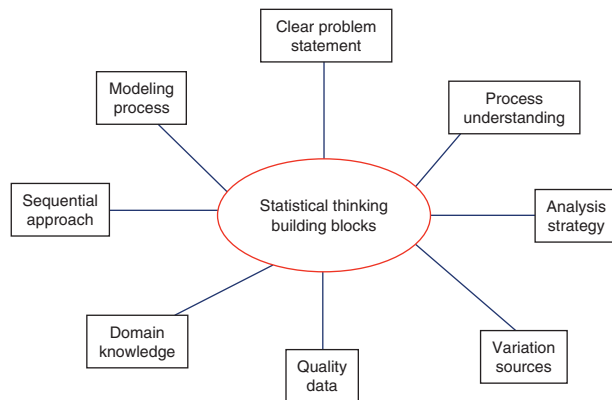 Clear problem
statement
Modeling
process
Process
understanding
Sequential
approach
Statistical thinking
building blocks
Analysis
strategy
Domain
knowledge
Quality
data
Variation
sources